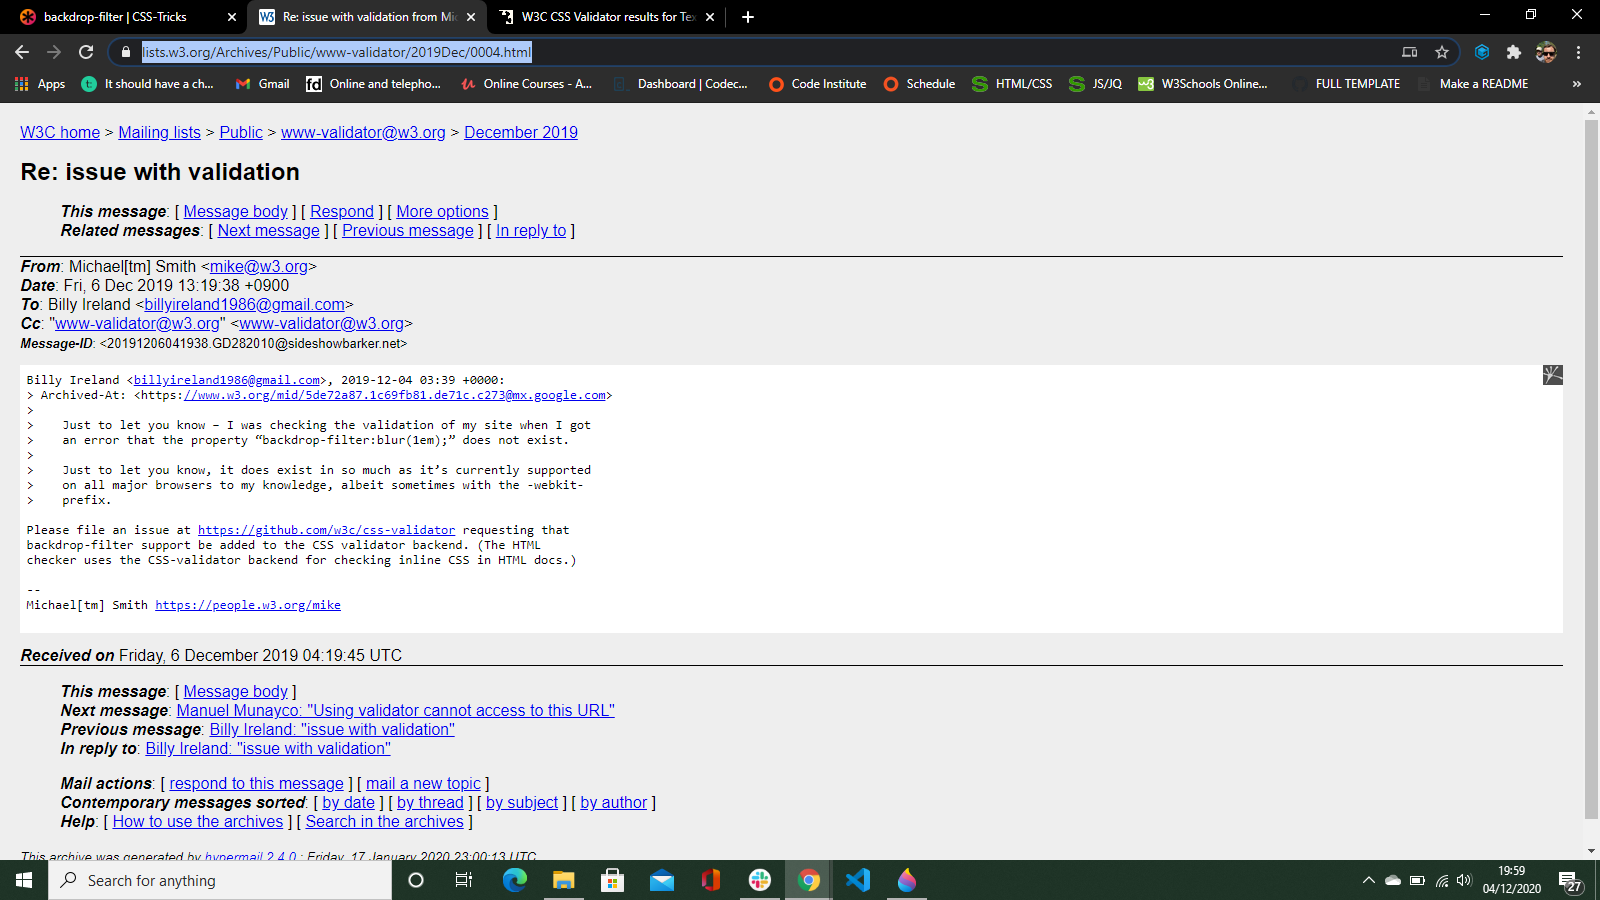 backdrop-filter | CSS-Tricks
Re: issue with validation from Mic
W3C CSS Validator results for Tex
lists.w3.org/Archives/Public/www-validator/2019Dec/0004.html
Apps
It should have a ch...
Gmail
Online and telepho...
Online Courses - A...
Dashboard | Codec...
Code Institute
Schedule
HTML/CSS
JS/JQ
W3Schools Online...
FULL TEMPLATE
Make a README
»
W3C home > Mailing lists > Public > www-validator@w3.org > December 2019
Re: issue with validation
This message: [ Message body ] [ Respond ] [ More options ]
Related messages: [ Next message ] [ Previous message ] [ In reply to ]
From: Michael[tm] Smith <mike@w3.org>
Date: Fri, 6 Dec 2019 13:19:38 +0900
To: Billy Ireland <billyireland1986@gmail.com>
Cc: "www-validator@w3.org" <www-validator@w3.org>
Message-ID: <20191206041938.GD282010@sideshowbarker.net>
Billy Ireland <billyireland1986@gmail.com>, 2019-12-04 03:39 +0000:
> Archived-At: <https://www.w3.org/mid/5de72a87.1c69fb81.de71c.c273@mx.google.com>
>
> Just to let you know – I was checking the validation of my site when I got
> an error that the property “backdrop-filter:blur(1em);” does not exist.
>
> Just to let you know, it does exist in so much as it’s currently supported
> on all major browsers to my knowledge, albeit sometimes with the -webkit-
> prefix.
Please file an issue at https://github.com/w3c/css-validator requesting that
backdrop-filter support be added to the CSS validator backend. (The HTML
checker uses the CSS-validator backend for checking inline CSS in HTML docs.)
--
Michael[tm] Smith https://people.w3.org/mike
Received on Friday, 6 December 2019 04:19:45 UTC
This message: [ Message body ]
Next message: Manuel Munayco: "Using validator cannot access to this URL"
Previous message: Billy Ireland: "issue with validation"
In reply to: Billy Ireland: "issue with validation"
Mail actions: [ respond to this message ] [ mail a new topic ]
Contemporary messages sorted: [ by date ] [ by thread ] [ by subject ] [ by author ]
Help: [ How to use the archives ] [ Search in the archives ]
This archive was generated by hypermail 2.4.0 : Friday, 17 January 2020 23:00:13 UTC
Search for anything
19:59
04/12/2020
27